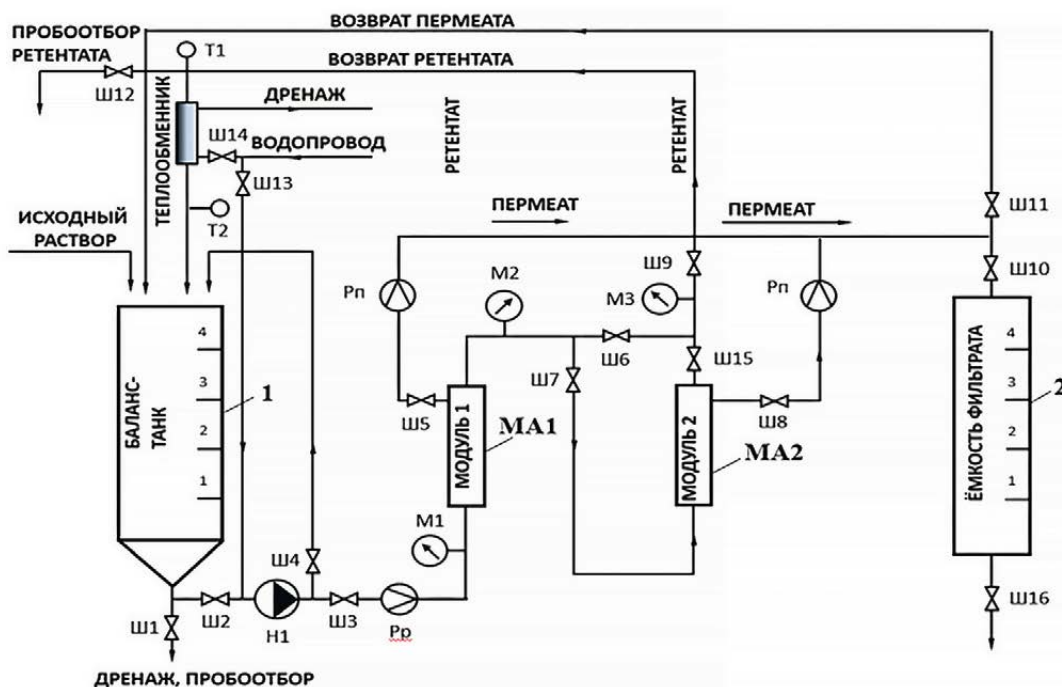 ВОЗВРАТ ПЕРМЕАТА
ПРОБООТБОР
РЕТЕНТАТА
Т1
ВОЗВРАТ РЕТЕНТАТА
Ш12
ТЕПЛООБМЕННИК
ДРЕНАЖ
Ш14
ВОДОПРОВОД
Ш13
РЕТЕНТАТ
РЕТЕНТАТ
ИСХОДНЫЙ
РАСТВОР
Т2
ПЕРМЕАТ
ПЕРМЕАТ
Ш11
Ш10
Рп
М2
М3
Ш9
Рп
Ш6
Ш15
Ш7
4
3
2
1
БАЛАНС-
ТАНК
1
Ш5
МОДУЛЬ 1
МА1
МОДУЛЬ 2
МА2
Ш8
ЁМКОСТЬ ФИЛЬТРАТА
4
3
2
1
2
М1
Ш4
Ш1
Ш2
Н1
Ш3
Рр
Ш16
ДРЕНАЖ, ПРОБООТБОР